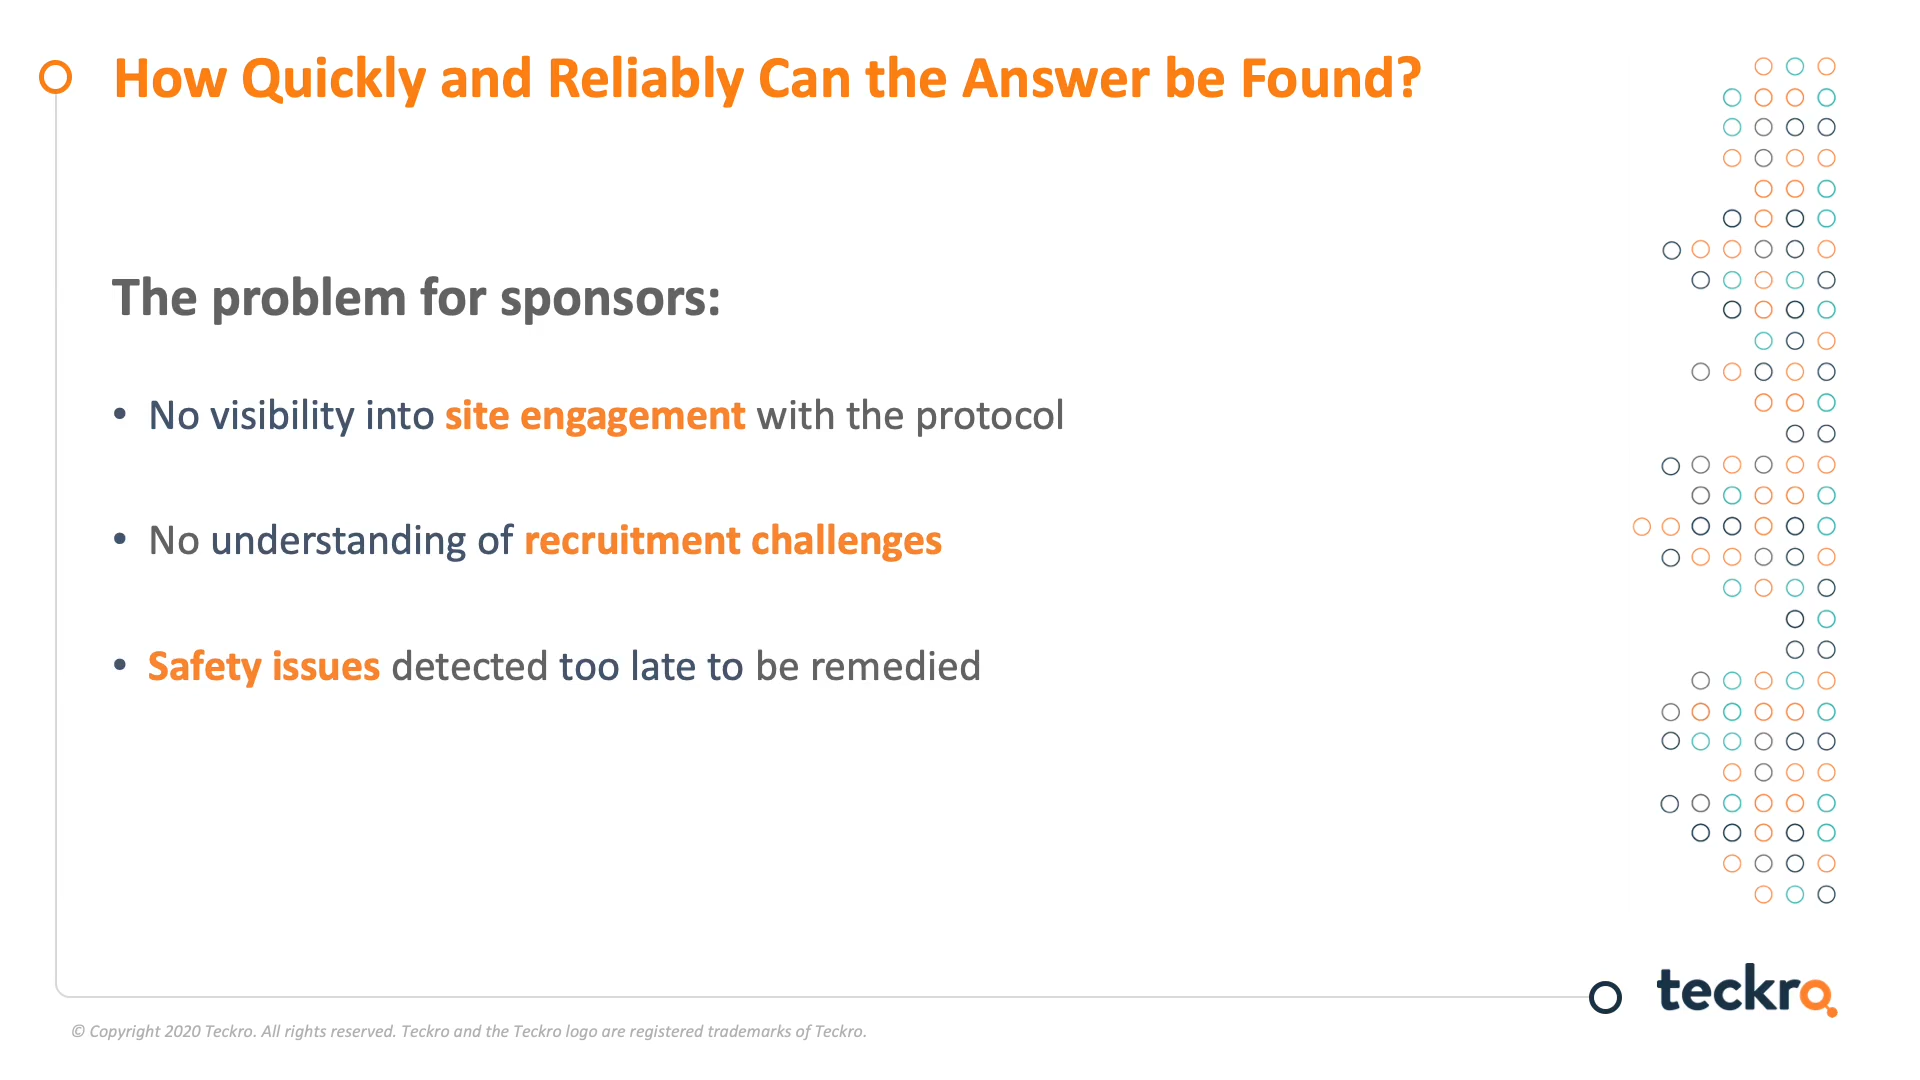 How Quickly and Reliably Can the Answer be Found?
The problem for sponsors:
• No visibility into site engagement with the protocol
• No understanding of recruitment challenges
• Safety issues detected too late to be remedied
teckro
© Copyright 2020 Teckro. All rights reserved. Teckro and the Teckro logo are registered trademarks of Teckro.